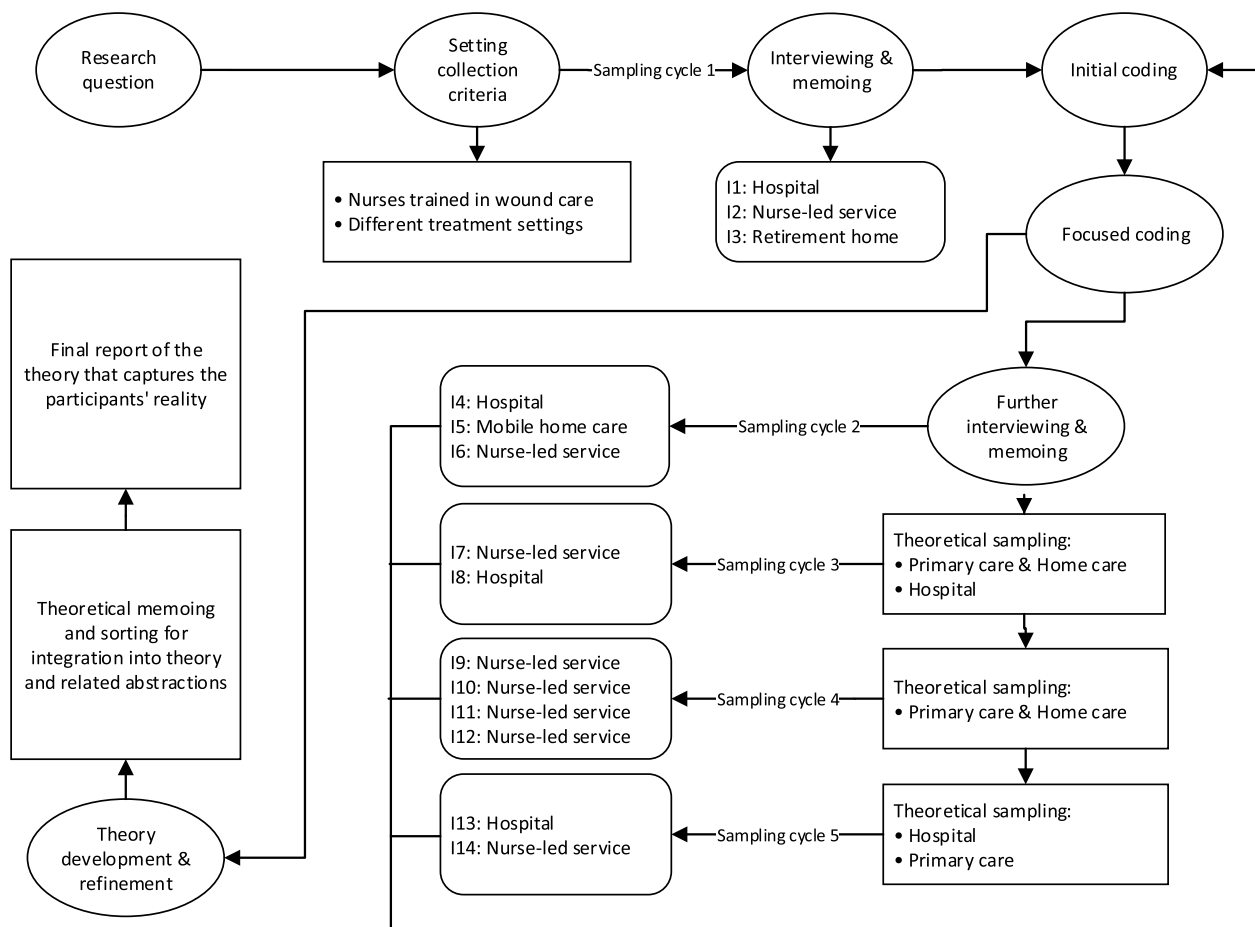 Research
question
Setting
collection
criteria
Sampling cycle 1
Interviewing &
memoing
Initial coding
• Nurses trained in wound care
• Different treatment settings
I1: Hospital
I2: Nurse-led service
I3: Retirement home
Focused coding
Further
interviewing &
memoing
Sampling cycle 2
I4: Hospital
I5: Mobile home care
I6: Nurse-led service
Theoretical sampling:
• Primary care & Home care
• Hospital
Sampling cycle 3
I7: Nurse-led service
I8: Hospital
Theoretical sampling:
• Primary care & Home care
Sampling cycle 4
I9: Nurse-led service
I10: Nurse-led service
I11: Nurse-led service
I12: Nurse-led service
Theoretical sampling:
• Hospital
• Primary care
Sampling cycle 5
I13: Hospital
I14: Nurse-led service
Theory
development &
refinement
Theoretical memoing
and sorting for
integration into theory
and related abstractions
Final report of the
theory that captures the
participants' reality